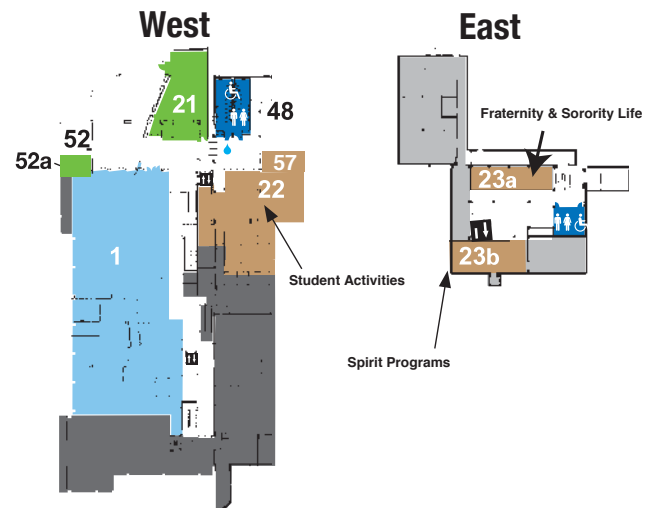 West
East
21
48
Fraternity & Sorority Life
52
52a
57
23a
22
1
23b
Student Activities
Spirit Programs